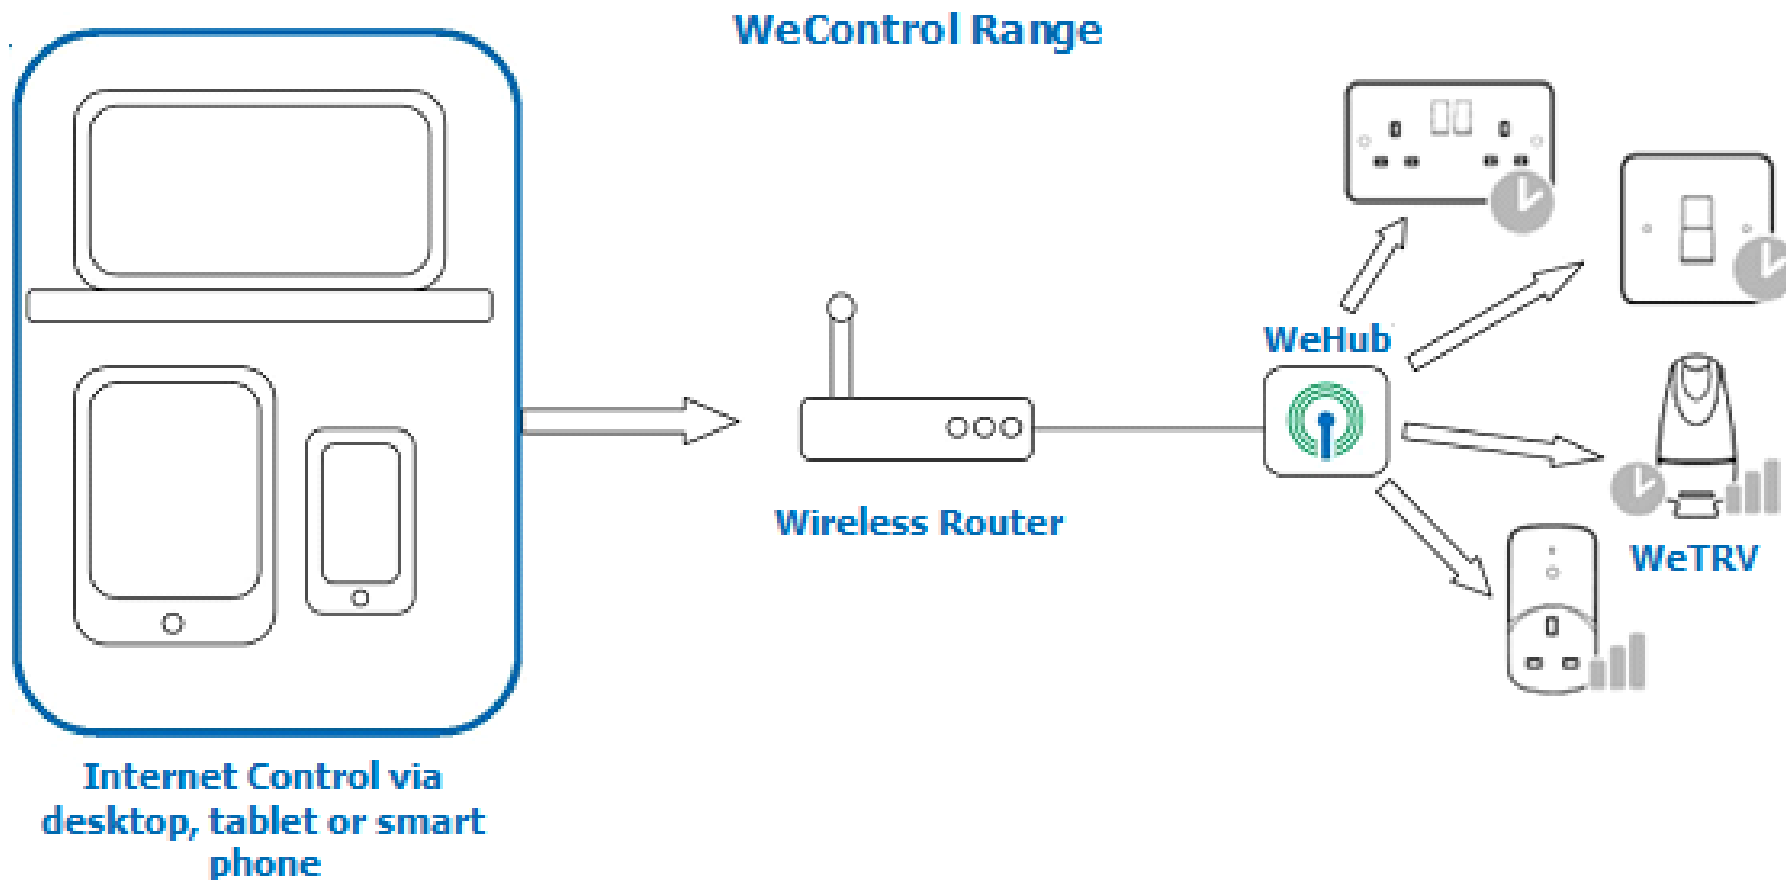 WeControl Range
WeHub
Wireless Router
WeTRV
Internet Control via
desktop, tablet or smart
phone